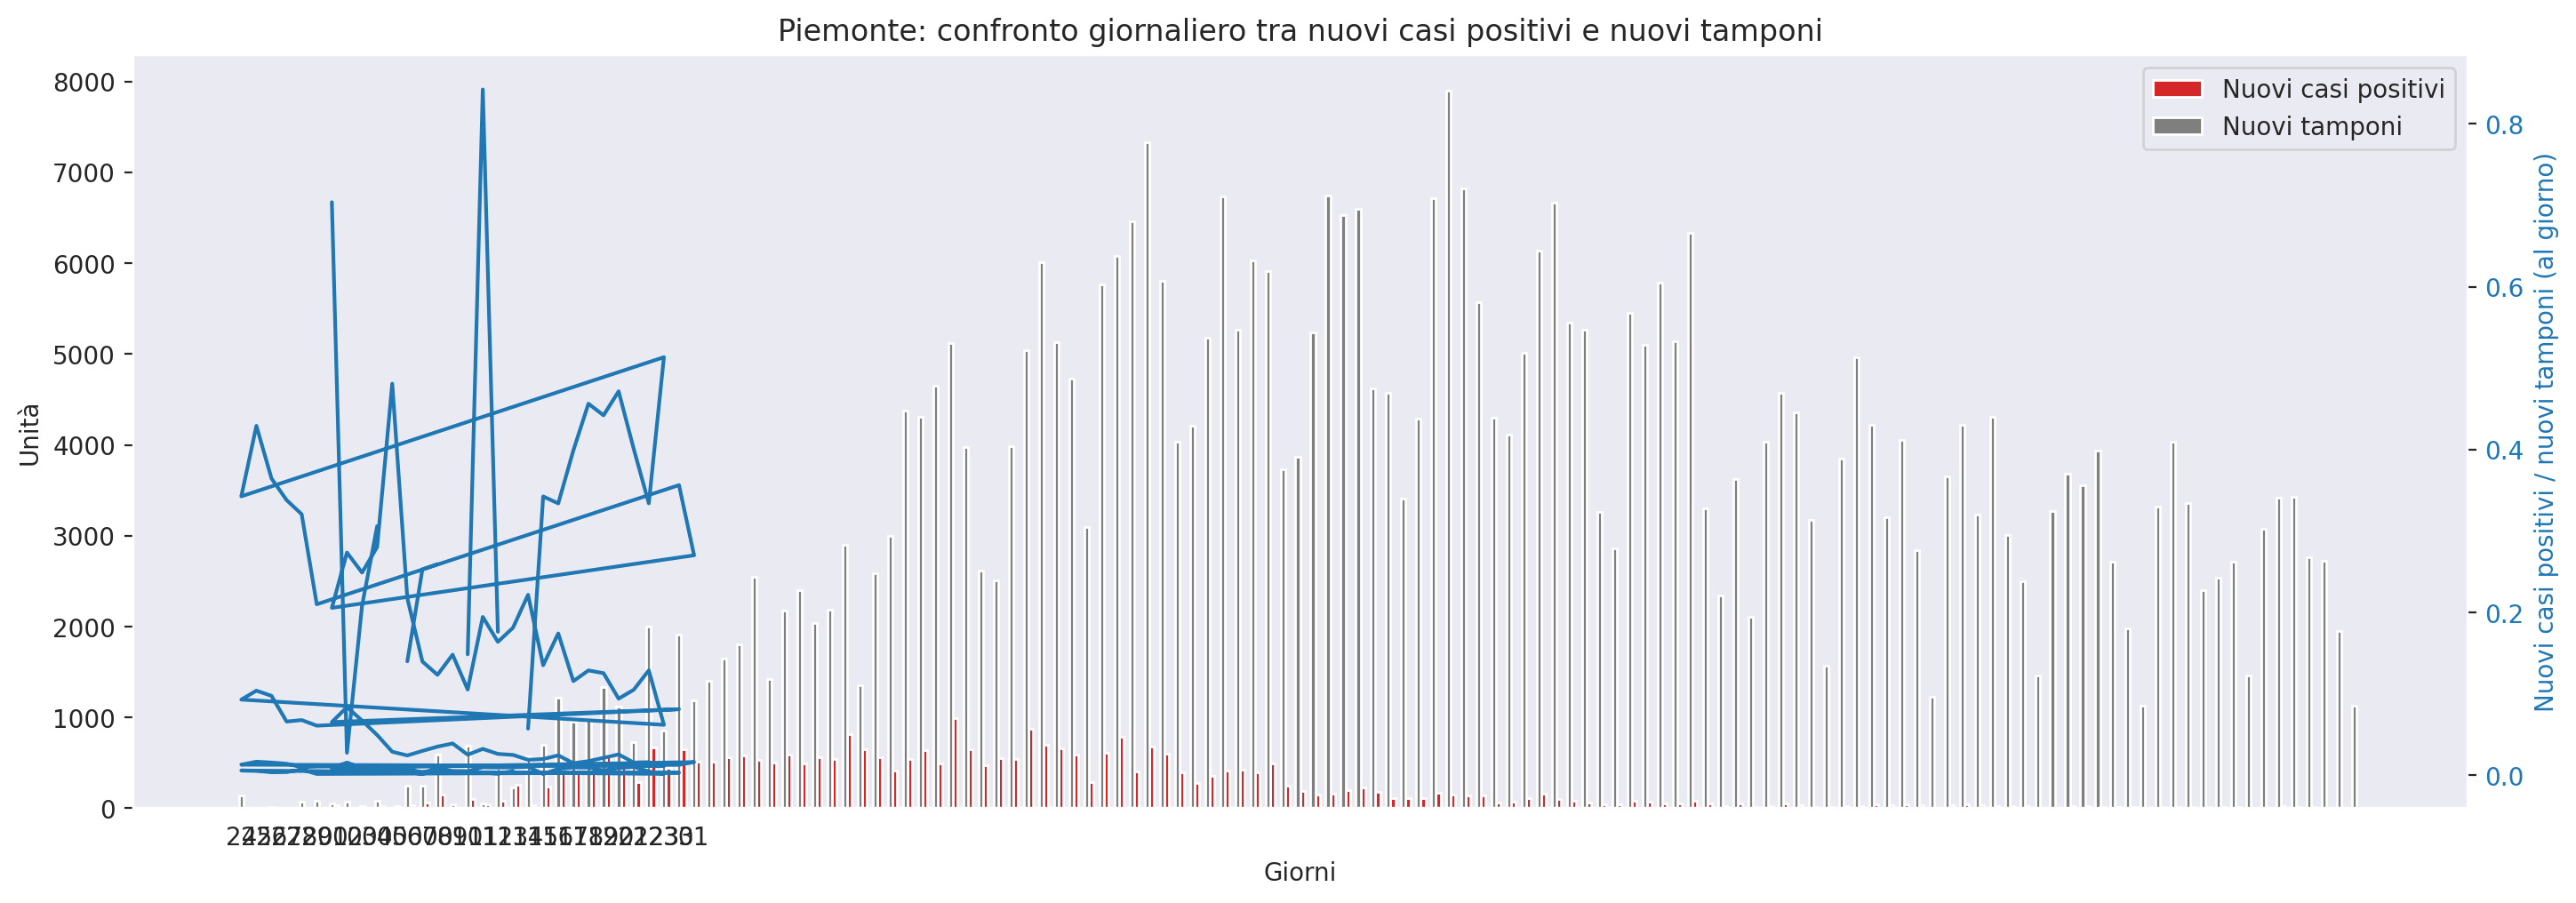 Piemonte: confronto giornaliero tra nuovi casi positivi e nuovi tamponi
Nuovi casi positivi
Nuovi tamponi
8000
7000
6000
5000
4000
3000
2000
1000
0
Unità
0.8
0.6
0.4
0.2
0.0
Nuovi casi positivi / nuovi tamponi (al giorno)
Giorni